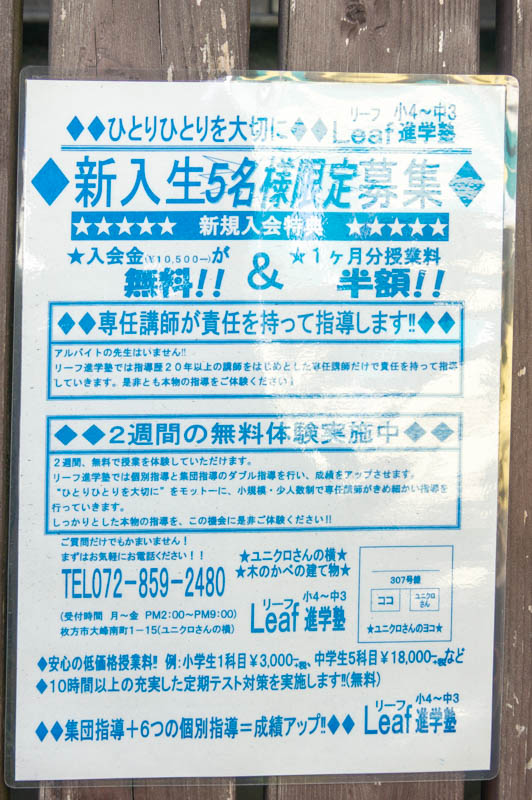 ◆◆ひとりひとりを大切に◆◆ リーフ Leaf 小4～中3 進学塾
◆新入生5名様限定募集◆
★★★★★ 新規入会特典 ★★★★★
★入会金(¥10,500ー)が無料!! & ★1ヶ月分授業料半額!!
◆◆専任講師が責任を持って指導します!!◆◆
アルバイトの先生はいません!!
リーフ進学塾では指導歴20年以上の講師をはじめとした専任講師だけで責任を持って指導
していきます。是非とも本物の指導をご体験ください！
◆◆2週間の無料体験実施中◆◆
2週間、無料で授業を体験していただけます。
リーフ進学塾では個別指導と集団指導のダブル指導を行い、成績をアップさせます。
“ひとりひとりを大切に”をモットーに、小規模・少人数制で専任講師がきめ細かい指導を
行っていきます。
しっかりとした本物の指導を、この機会に是非ご体験ください!!
ご質問だけでもかまいません！
まずはお気軽にお電話ください！！
TEL072-859-2480
(受付時間 月～金 PM2:00～PM9:00)
枚方市大峰南町1-15(ユニクロさんの横)
★ユニクロさんの横★
★木のかべの建て物★
リーフ Leaf 小4～中3 進学塾
307号線
ココ
ユニクロさん
★ユニクロさんのヨコ★
◆安心の低価格授業料!! 例:小学生1科目¥3,000ー+税、中学生5科目¥18,000ー+税など
◆10時間以上の充実した定期テスト対策を実施します!!(無料)
◆◆集団指導+6つの個別指導=成績アップ!!◆◆ リーフ Leaf 小4～中3 進学塾